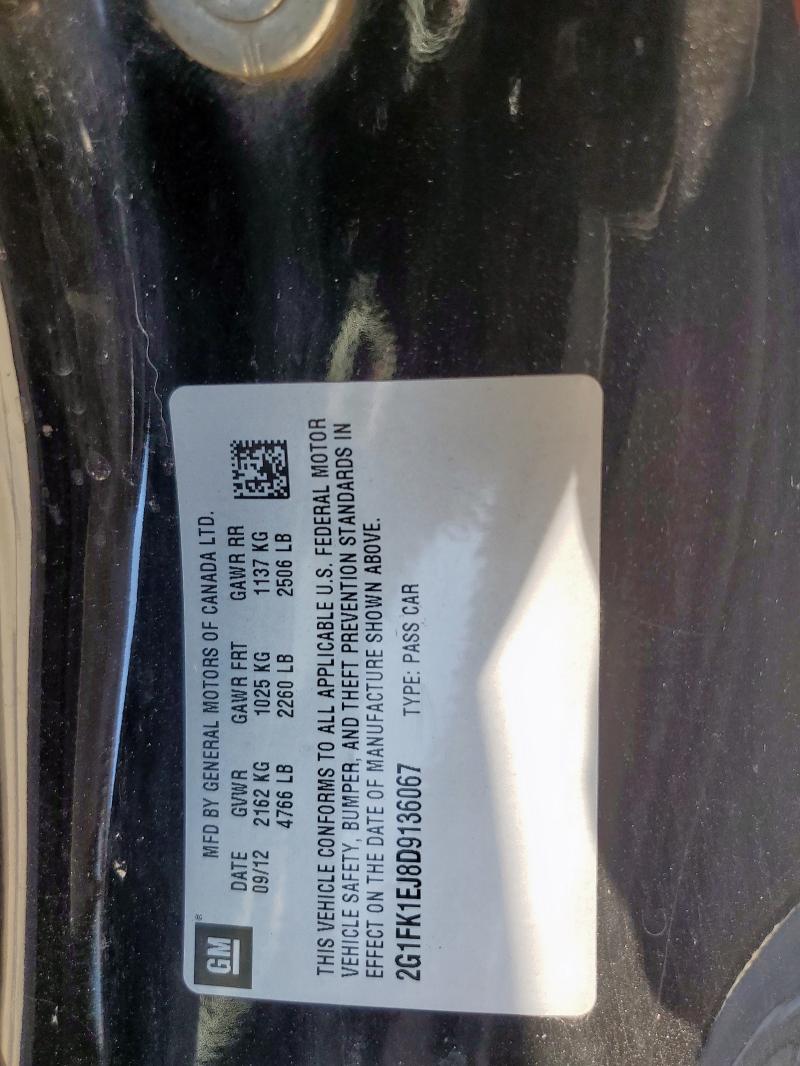 GM®
MFD BY GENERAL MOTORS OF CANADA LTD.
DATE GVWR GAWR FRT GAWR RR
09/12 2162 KG 1025 KG 1137 KG
4766 LB 2260 LB 2506 LB
THIS VEHICLE CONFORMS TO ALL APPLICABLE U.S. FEDERAL MOTOR
VEHICLE SAFETY, BUMPER, AND THEFT PREVENTION STANDARDS IN
EFFECT ON THE DATE OF MANUFACTURE SHOWN ABOVE.
2G1FK1EJ8D9136067 TYPE: PASS CAR